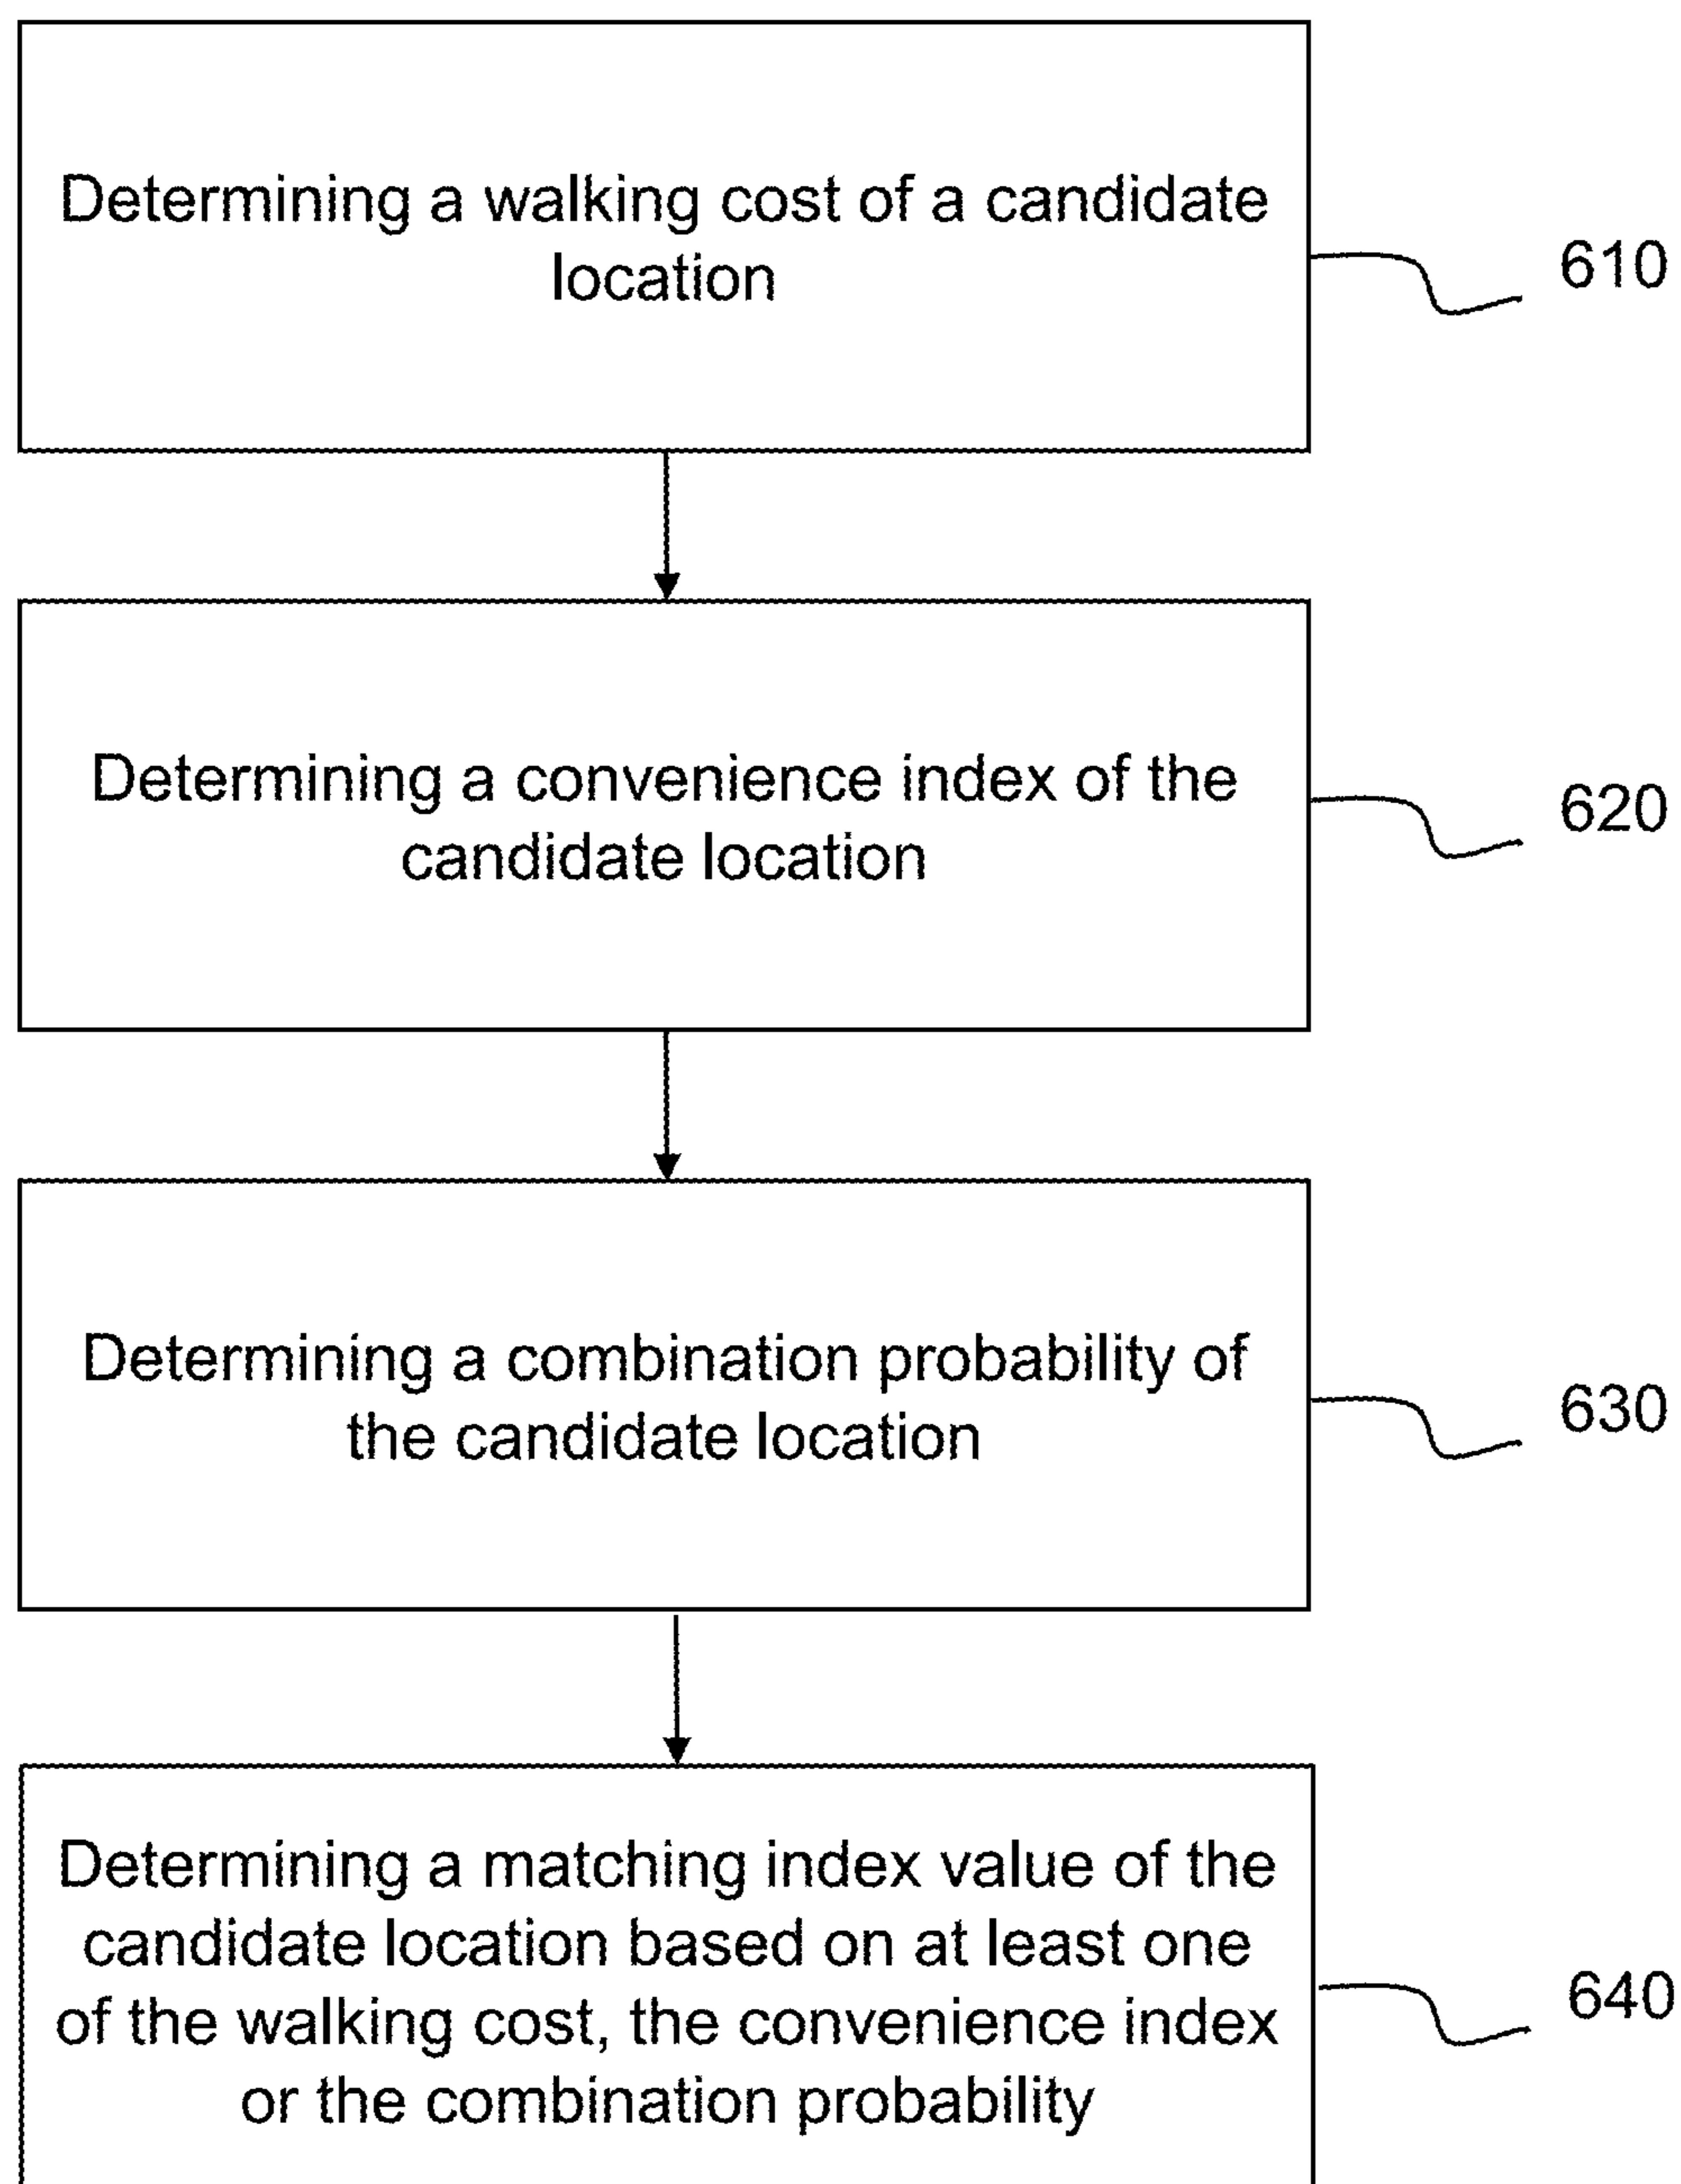 Determining a walking cost of a candidate
location
610
Determining a convenience index of the
candidate location
620
Determining a combination probability of
the candidate location
630
Determining a matching index value of the
candidate location based on at least one
of the walking cost, the convenience index
or the combination probability
640